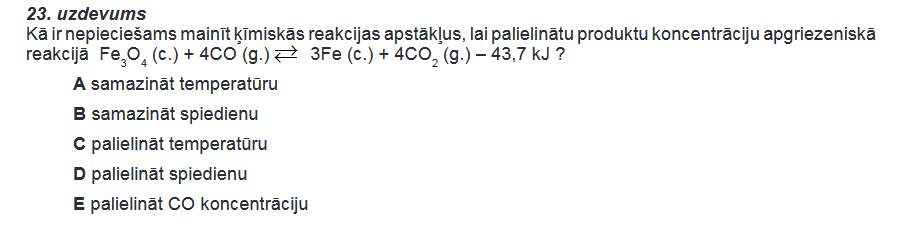 23. uzdevums
Kā ir nepieciešams mainīt ķīmiskās reakcijas apstākļus, lai palielinātu produktu koncentrāciju apgriezeniskā
reakcijā Fe₃O₄ (c.) + 4CO (g.) ⇄ 3Fe (c.) + 4CO₂ (g.) – 43,7 kJ ?
A samazināt temperatūru
B samazināt spiedienu
C palielināt temperatūru
D palielināt spiedienu
E palielināt CO koncentrāciju